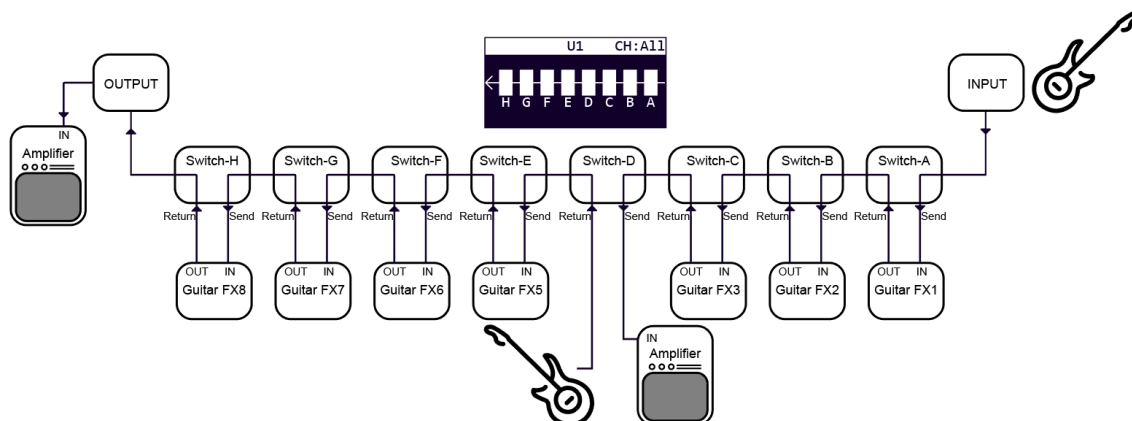 U1 CH:All
H G F E D C B A
OUTPUT
INPUT
IN
Amplifier
Switch-H Switch-G Switch-F Switch-E Switch-D Switch-C Switch-B Switch-A
Return Send Return Send Return Send Return Send Return Send Return Send Return Send Return Send
OUT IN OUT IN OUT IN OUT IN OUT IN OUT IN OUT IN
Guitar FX8 Guitar FX7 Guitar FX6 Guitar FX5 Guitar FX3 Guitar FX2 Guitar FX1
IN
Amplifier